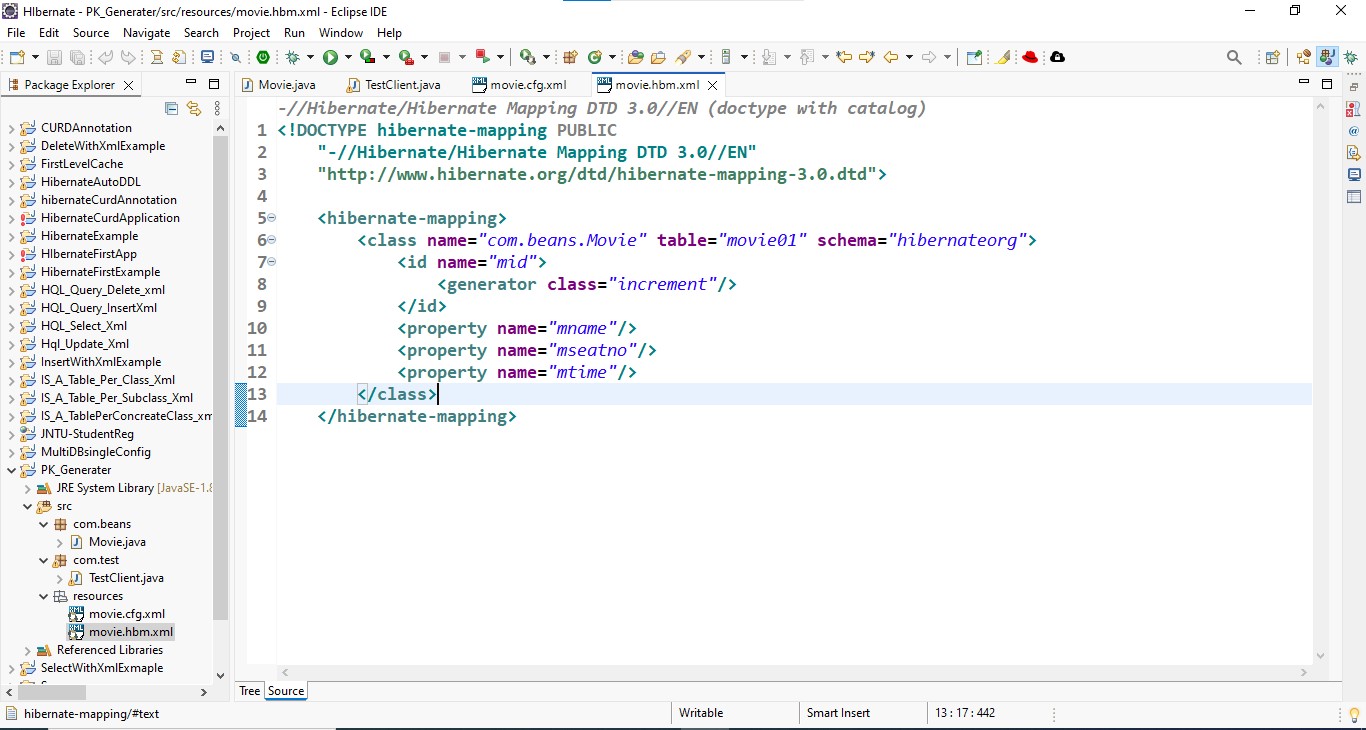 HIbernate - PK_Generater/src/resources/movie.hbm.xml - Eclipse IDE
File Edit Source Navigate Search Project Run Window Help
Package Explorer
Movie.java TestClient.java movie.cfg.xml movie.hbm.xml
CURDAnnotation
DeleteWithXmlExample
FirstLevelCache
HibernateAutoDDL
hibernateCurdAnnotation
HibernateCurdApplication
HibernateExample
HIbernateFirstApp
HibernateFirstExample
HQL_Query_Delete_xml
HQL_Query_InsertXml
HQL_Select_Xml
Hql_Update_Xml
InsertWithXmlExample
IS_A_Table_Per_Class_Xml
IS_A_Table_Per_Subclass_Xml
IS_A_TablePerConcreateClass_xm
JNTU-StudentReg
MultiDBsingleConfig
PK_Generater
JRE System Library [JavaSE-1.8
src
com.beans
Movie.java
com.test
TestClient.java
resources
movie.cfg.xml
movie.hbm.xml
Referenced Libraries
SelectWithXmlExmaple
-//Hibernate/Hibernate Mapping DTD 3.0//EN (doctype with catalog)
1 <!DOCTYPE hibernate-mapping PUBLIC
2 "-//Hibernate/Hibernate Mapping DTD 3.0//EN"
3 "http://www.hibernate.org/dtd/hibernate-mapping-3.0.dtd">
4
5 <hibernate-mapping>
6 <class name="com.beans.Movie" table="movie01" schema="hibernateorg">
7 <id name="mid">
8 <generator class="increment"/>
9 </id>
10 <property name="mname"/>
11 <property name="mseatno"/>
12 <property name="mtime"/>
13 </class>
14 </hibernate-mapping>
Tree Source
hibernate-mapping/#text Writable Smart Insert 13 : 17 : 442